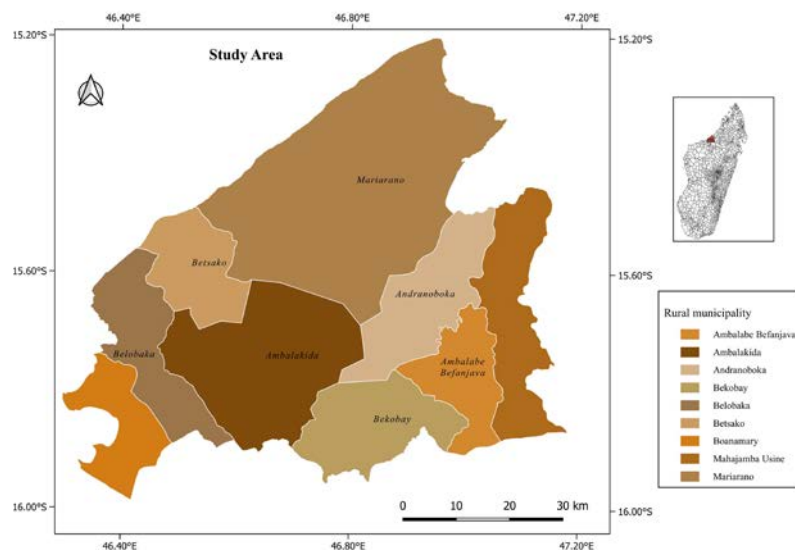 46.40°E 46.80°E 47.20°E
15.20°S
15.20°S
Study Area
Mariarano
Betsako
15.60°S
15.60°S
Andranoboka
Rural municipality
Ambalabe Befanjava
Ambalakida
Andranoboka
Bekobay
Belobaka
Betsako
Boanamary
Mahajamba Usine
Mariarano
Belobaka
Ambalakida
Ambalabe
Befanjava
Bekobay
0 10 20 30 km
16.00°S
16.00°S
46.40°E 46.80°E 47.20°E